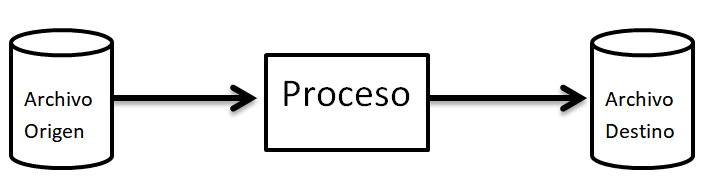 Archivo
Origen
Proceso
Archivo
Destino